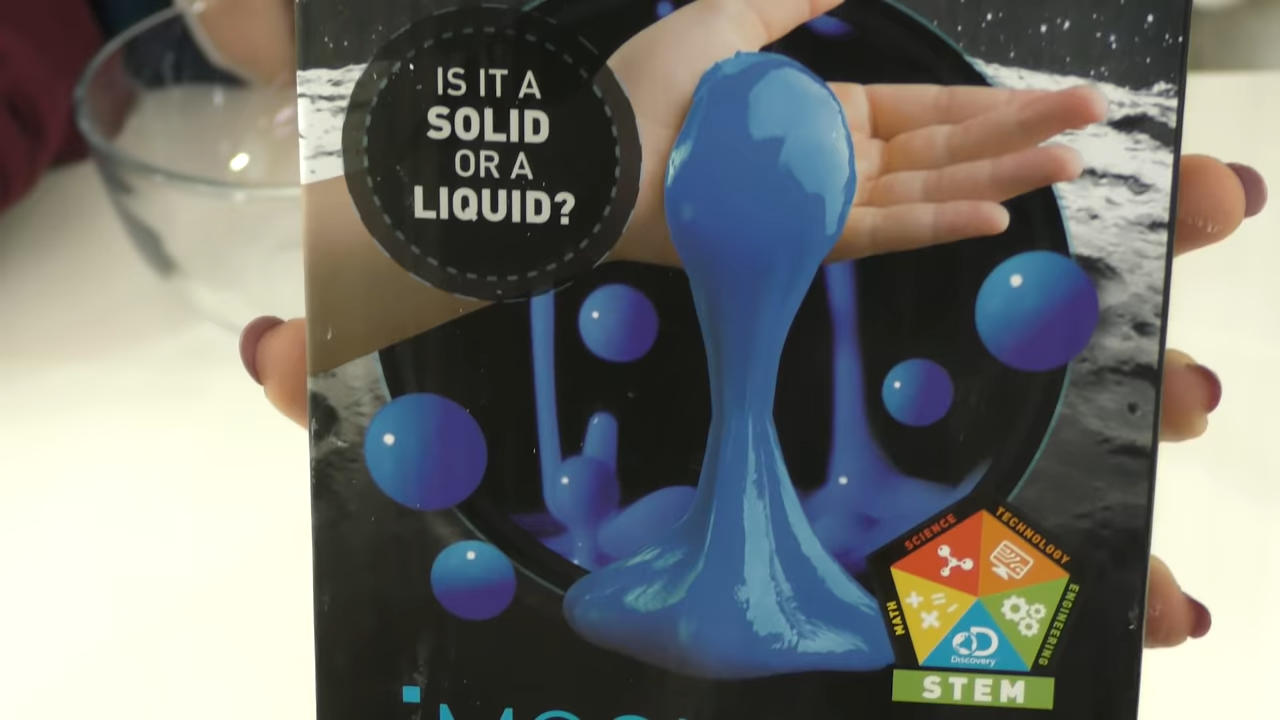 IS IT A
SOLID
OR A
LIQUID?
SCIENCE
TECHNOLOGY
MATH
ENGINEERING
Discovery
STEM